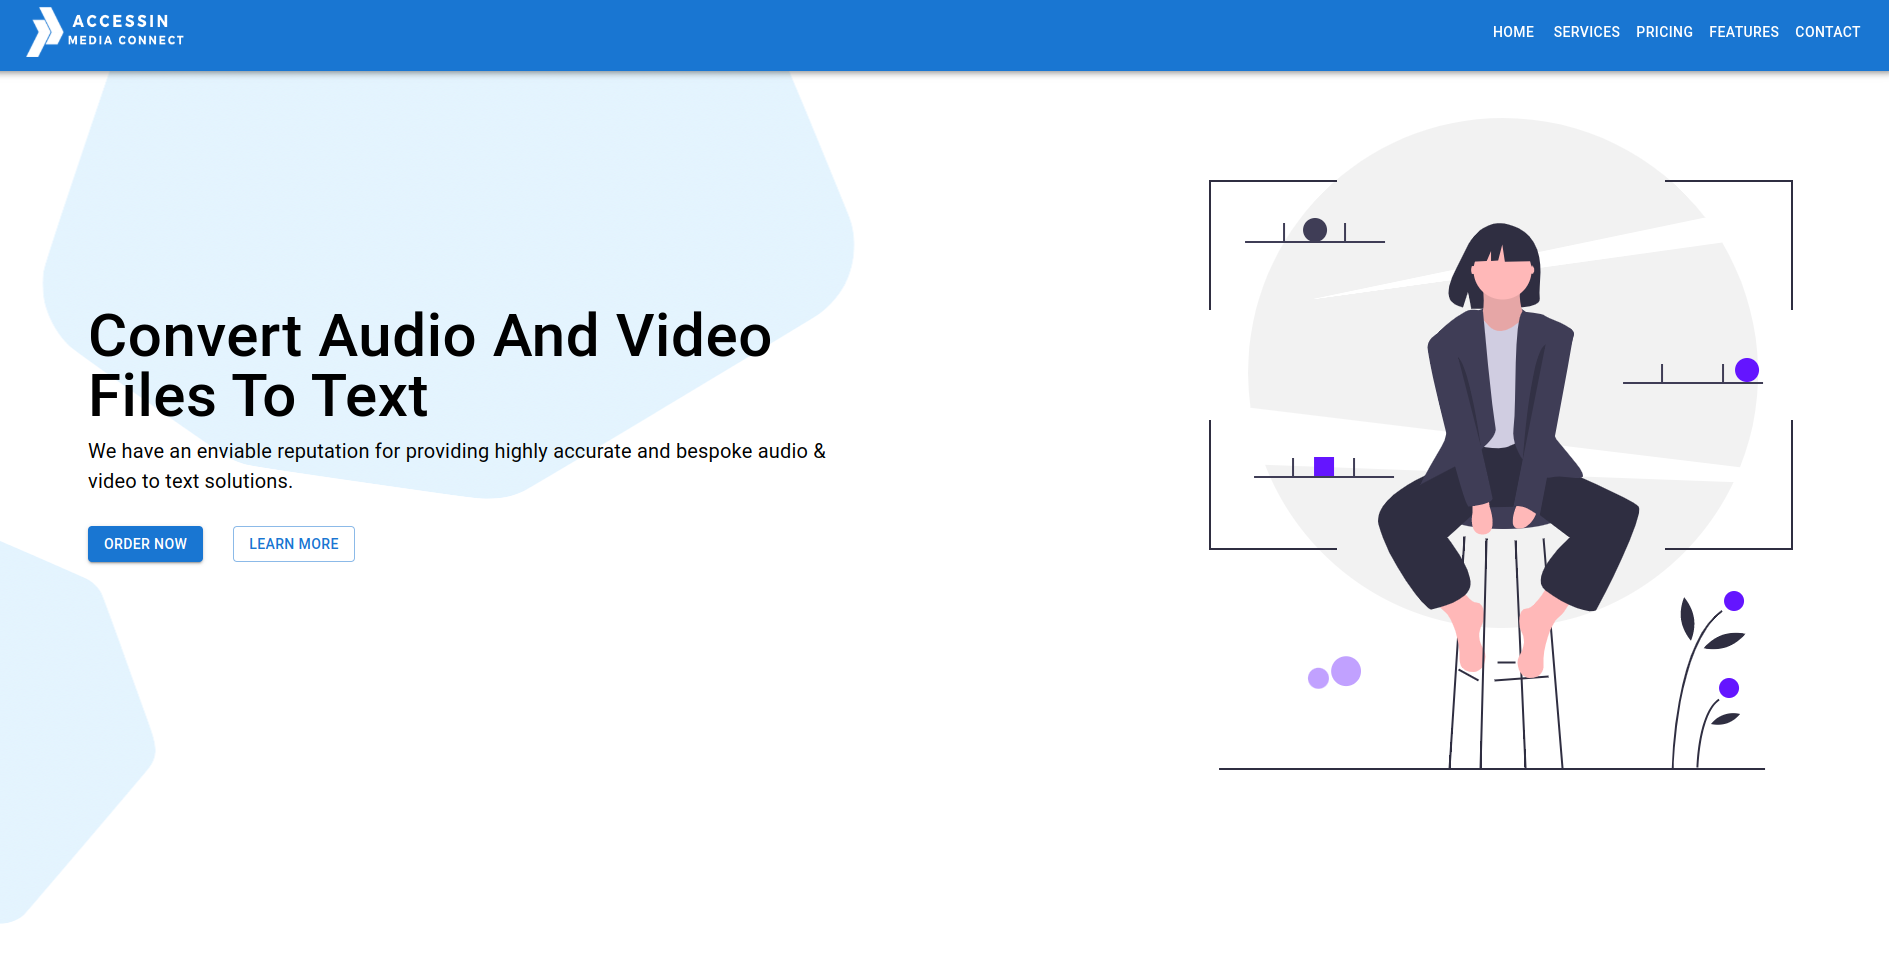 ACCESSIN
MEDIA CONNECT
HOME SERVICES PRICING FEATURES CONTACT
Convert Audio And Video
Files To Text
We have an enviable reputation for providing highly accurate and bespoke audio &
video to text solutions.
ORDER NOW LEARN MORE